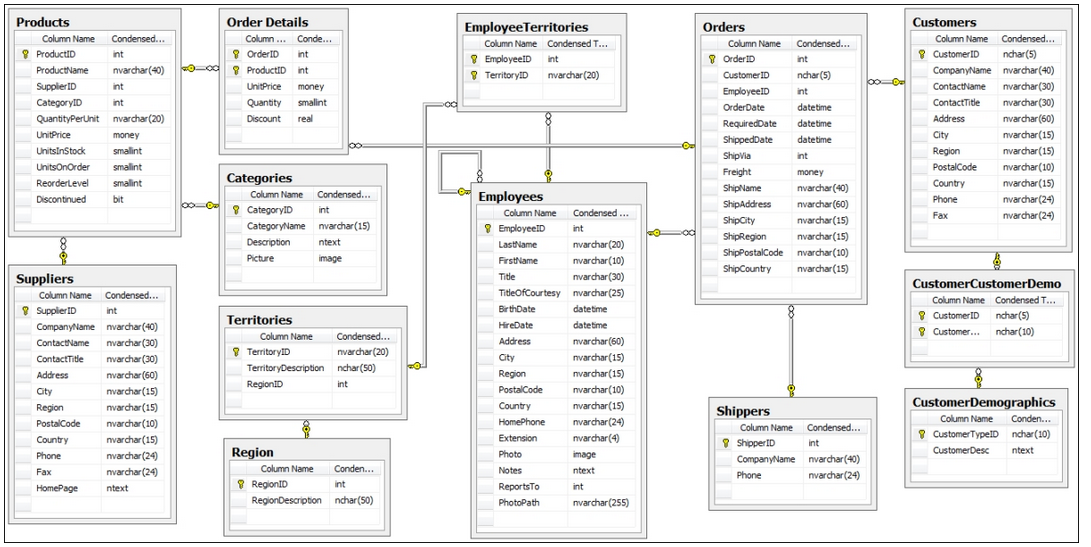 Products
Column Name Condensed...
ProductID int
ProductName nvarchar(40)
SupplierID int
CategoryID int
QuantityPerUnit nvarchar(20)
UnitPrice money
UnitsInStock smallint
UnitsOnOrder smallint
ReorderLevel smallint
Discontinued bit
Order Details
Column ... Conde...
OrderID int
ProductID int
UnitPrice money
Quantity smallint
Discount real
EmployeeTerritories
Column Name Condensed T...
EmployeeID int
TerritoryID nvarchar(20)
Orders
Column Name Condensed...
OrderID int
CustomerID nchar(5)
EmployeeID int
OrderDate datetime
RequiredDate datetime
ShippedDate datetime
ShipVia int
Freight money
ShipName nvarchar(40)
ShipAddress nvarchar(60)
ShipCity nvarchar(15)
ShipRegion nvarchar(15)
ShipPostalCode nvarchar(10)
ShipCountry nvarchar(15)
Customers
Column Name Condensed...
CustomerID nchar(5)
CompanyName nvarchar(40)
ContactName nvarchar(30)
ContactTitle nvarchar(30)
Address nvarchar(60)
City nvarchar(15)
Region nvarchar(15)
PostalCode nvarchar(10)
Country nvarchar(15)
Phone nvarchar(24)
Fax nvarchar(24)
Categories
Column Name Condensed...
CategoryID int
CategoryName nvarchar(15)
Description ntext
Picture image
Employees
Column Name Condensed ...
EmployeeID int
LastName nvarchar(20)
FirstName nvarchar(10)
Title nvarchar(30)
TitleOfCourtesy nvarchar(25)
BirthDate datetime
HireDate datetime
Address nvarchar(60)
City nvarchar(15)
Region nvarchar(15)
PostalCode nvarchar(10)
Country nvarchar(15)
HomePhone nvarchar(24)
Extension nvarchar(4)
Photo image
Notes ntext
ReportsTo int
PhotoPath nvarchar(255)
Suppliers
Column Name Condensed...
SupplierID int
CompanyName nvarchar(40)
ContactName nvarchar(30)
ContactTitle nvarchar(30)
Address nvarchar(60)
City nvarchar(15)
Region nvarchar(15)
PostalCode nvarchar(10)
Country nvarchar(15)
Phone nvarchar(24)
Fax nvarchar(24)
HomePage ntext
Territories
Column Name Condensed...
TerritoryID nvarchar(20)
TerritoryDescription nchar(50)
RegionID int
Region
Column Name Conden...
RegionID int
RegionDescription nchar(50)
Shippers
Column Name Condensed...
ShipperID int
CompanyName nvarchar(40)
Phone nvarchar(24)
CustomerCustomerDemo
Column Name Condensed T...
CustomerID nchar(5)
Customer... nchar(10)
CustomerDemographics
Column Name Conden...
CustomerTypeID nchar(10)
CustomerDesc ntext